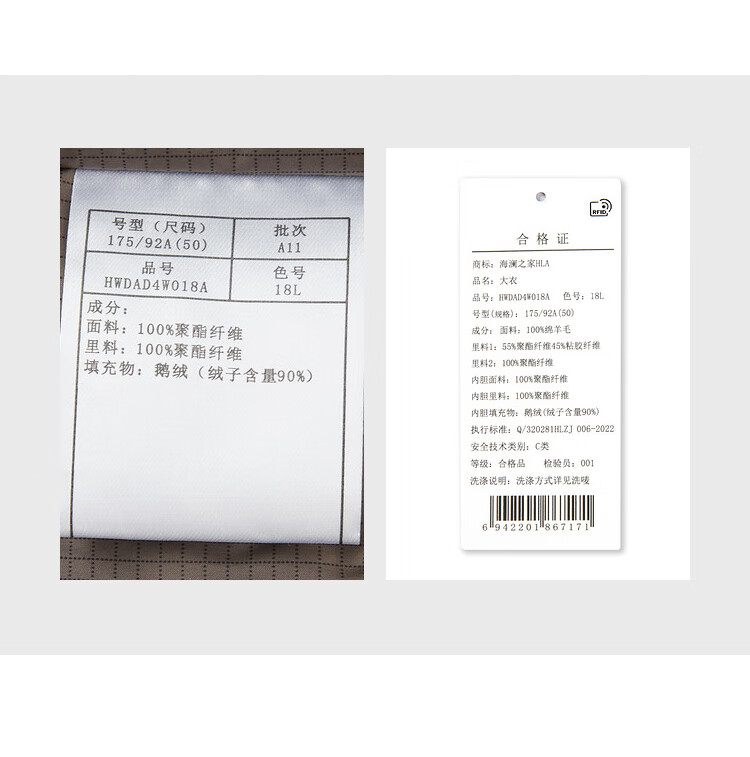 号型（尺码） 批次
175/92A(50) A11
品号 色号
HWDAD4W018A 18L
成分：
面料：100%聚酯纤维
里料：100%聚酯纤维
填充物：鹅绒（绒子含量90%）
RFID
合格证
商标：海澜之家HLA
品名：大衣
品号：HWDAD4W018A 色号：18L
号型(规格)：175/92A(50)
成分：面料：100%绵羊毛
里料1：55%聚酯纤维45%粘胶纤维
里料2：100%聚酯纤维
内胆面料：100%聚酯纤维
内胆里料：100%聚酯纤维
内胆填充物：鹅绒(绒子含量90%)
执行标准：Q/320281HLZJ 006-2022
安全技术类别：C类
等级：合格品 检验员：001
洗涤说明：洗涤方式详见洗唛
6 942201 867171